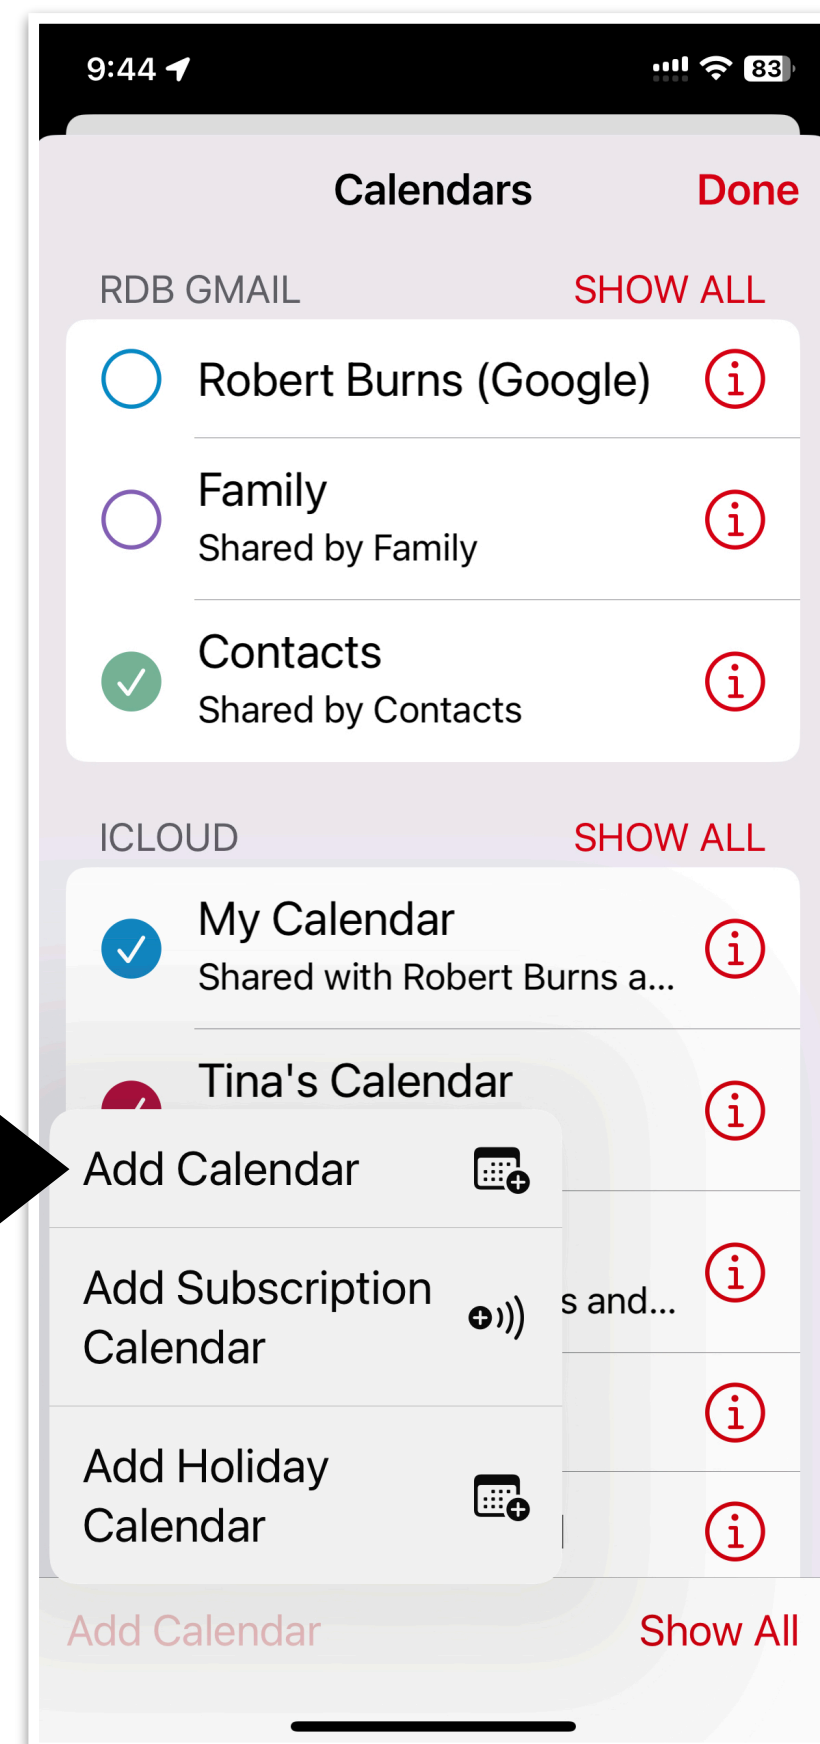 9:44
83
Calendars
Done
RDB GMAIL
SHOW ALL
Robert Burns (Google)
Family
Shared by Family
Contacts
Shared by Contacts
ICLOUD
SHOW ALL
My Calendar
Shared with Robert Burns a...
Tina's Calendar
Add Calendar
Add Subscription
Calendar
s and...
Add Holiday
Calendar
Add Calendar
Show All